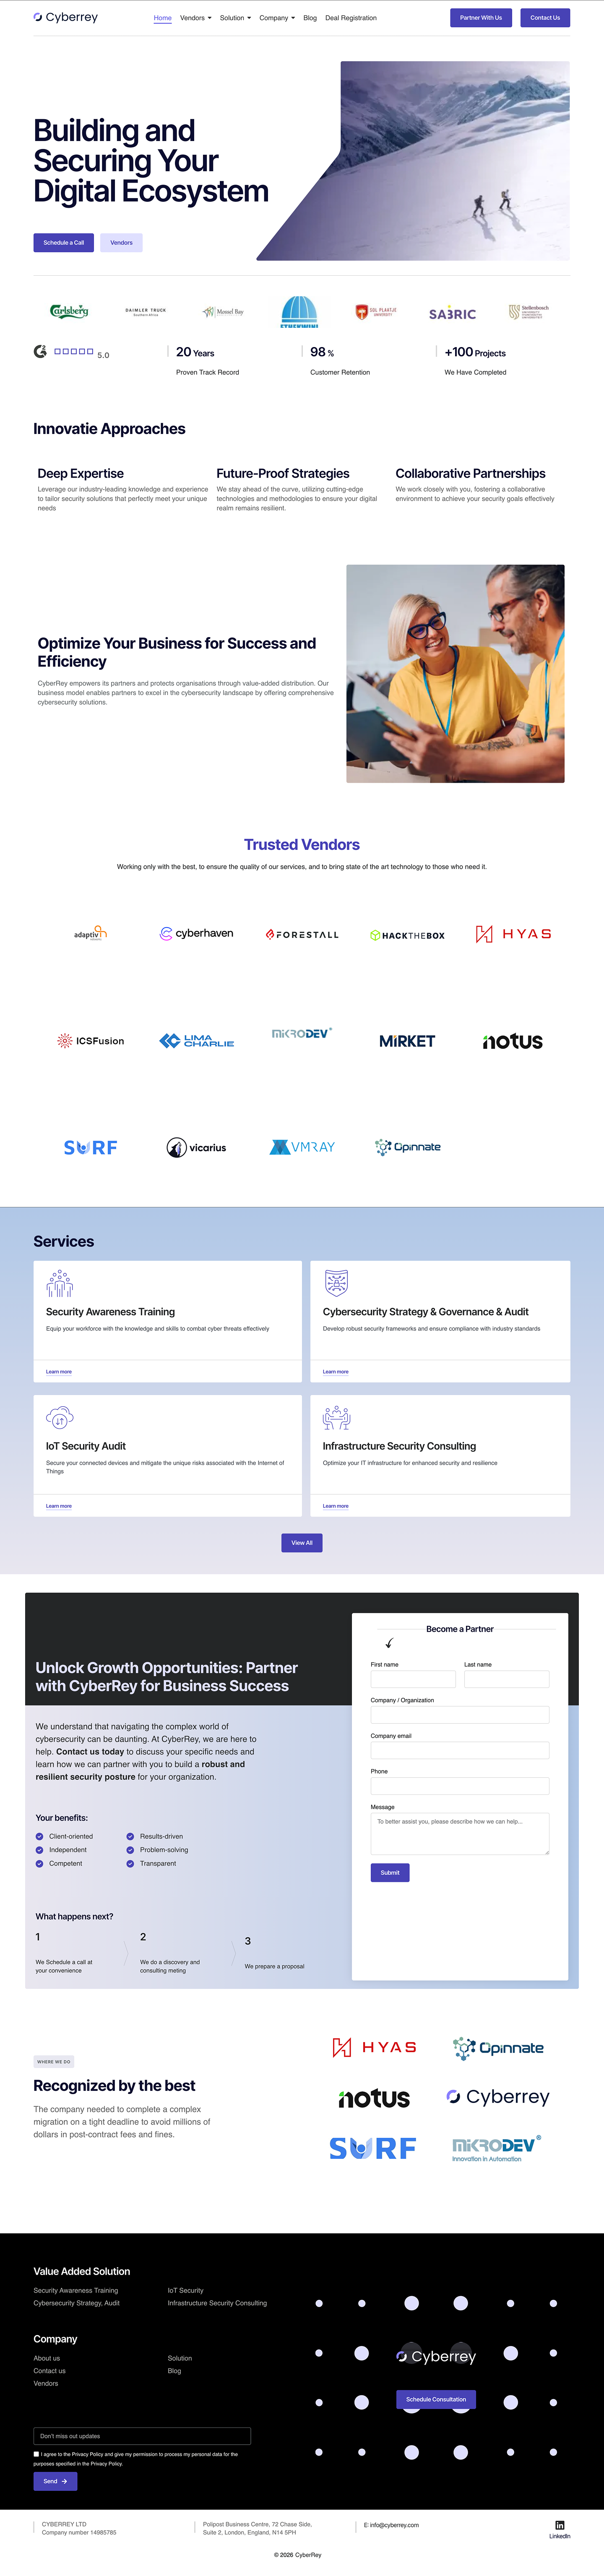 Cyberrey
Home Vendors Solution Company Blog Deal Registration
Partner With Us
Contact Us
Building and
Securing Your
Digital Ecosystem
Schedule a Call
Vendors
Carlsberg
DAIMLER TRUCK
Southern Africa
Mossel Bay
SOL PLAATJE
UNIVERSITY
SABRIC
Stellenbosch
UNIVERSITY
5.0
20 Years
Proven Track Record
98 %
Customer Retention
+100 Projects
We Have Completed
Innovatie Approaches
Deep Expertise
Leverage our industry-leading knowledge and experience
to tailor security solutions that perfectly meet your unique
needs
Future-Proof Strategies
We stay ahead of the curve, utilizing cutting-edge
technologies and methodologies to ensure your digital
realm remains resilient.
Collaborative Partnerships
We work closely with you, fostering a collaborative
environment to achieve your security goals effectively
Optimize Your Business for Success and
Efficiency
CyberRey empowers its partners and protects organisations through value-added distribution. Our
business model enables partners to excel in the cybersecurity landscape by offering comprehensive
cybersecurity solutions.
Trusted Vendors
Working only with the best, to ensure the quality of our services, and to bring state of the art technology to those who need it.
adaptiv
cyberhaven
FORESTALL
HACKTHEBOX
HYAS
ICSFusion
LIMA
CHARLIE
MIKRODEV
MiRKET
notus
SURF
vicarius
VMRAY
Opinnate
Services
Security Awareness Training
Equip your workforce with the knowledge and skills to combat cyber threats effectively
Learn more
Cybersecurity Strategy & Governance & Audit
Develop robust security frameworks and ensure compliance with industry standards
Learn more
IoT Security Audit
Secure your connected devices and mitigate the unique risks associated with the Internet of
Things
Learn more
Infrastructure Security Consulting
Optimize your IT infrastructure for enhanced security and resilience
Learn more
View All
Unlock Growth Opportunities: Partner
with CyberRey for Business Success
We understand that navigating the complex world of
cybersecurity can be daunting. At CyberRey, we are here to
help. Contact us today to discuss your specific needs and
learn how we can partner with you to build a robust and
resilient security posture for your organization.
Your benefits:
Client-oriented
Results-driven
Independent
Problem-solving
Competent
Transparent
What happens next?
1
We Schedule a call at
your convenience
2
We do a discovery and
consulting meting
3
We prepare a proposal
Become a Partner
First name
Last name
Company / Organization
Company email
Phone
Message
To better assist you, please describe how we can help...
Submit
WHERE WE DO
Recognized by the best
The company needed to complete a complex
migration on a tight deadline to avoid millions of
dollars in post-contract fees and fines.
HYAS
Opinnate
notus
Cyberrey
SURF
MIKRODEV
Innovation in Automation
Value Added Solution
Security Awareness Training
IoT Security
Cybersecurity Strategy, Audit
Infrastructure Security Consulting
Company
About us
Solution
Contact us
Blog
Vendors
Don't miss out updates
I agree to the Privacy Policy and give my permission to process my personal data for the
purposes specified in the Privacy Policy.
Send
Cyberrey
Schedule Consultation
CYBERREY LTD
Company number 14985785
Polipost Business Centre, 72 Chase Side,
Suite 2, London, England, N14 5PH
E: info@cyberrey.com
LinkedIn
© 2026 CyberRey